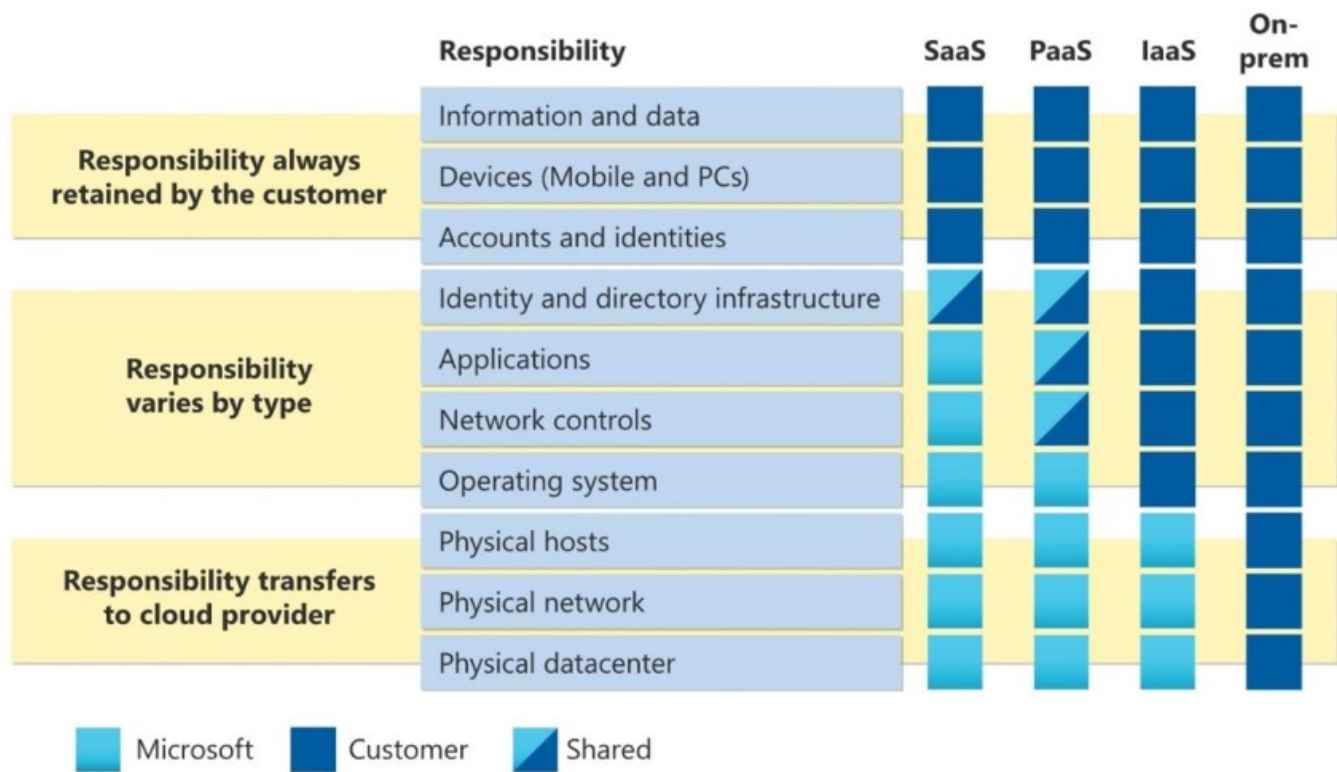 Responsibility
SaaS
PaaS
IaaS
On-
prem
Responsibility always
retained by the customer
Information and data
Devices (Mobile and PCs)
Accounts and identities
Responsibility
varies by type
Identity and directory infrastructure
Applications
Network controls
Operating system
Responsibility transfers
to cloud provider
Physical hosts
Physical network
Physical datacenter
Microsoft
Customer
Shared